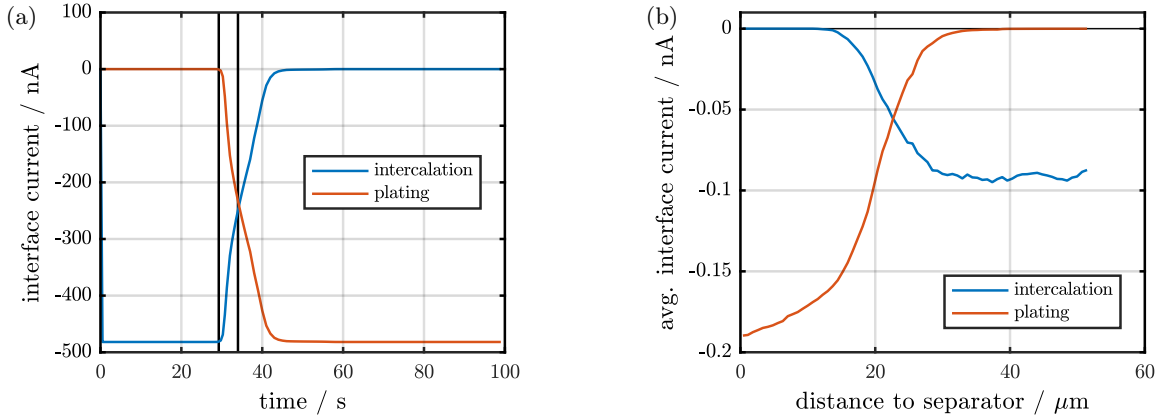 (a)
interface current / nA
100
0
-100
-200
-300
-400
-500
0 20 40 60 80 100
time / s
intercalation
plating
(b)
avg. interface current / nA
0
-0.05
-0.1
-0.15
-0.2
0 20 40 60
distance to separator / μm
intercalation
plating